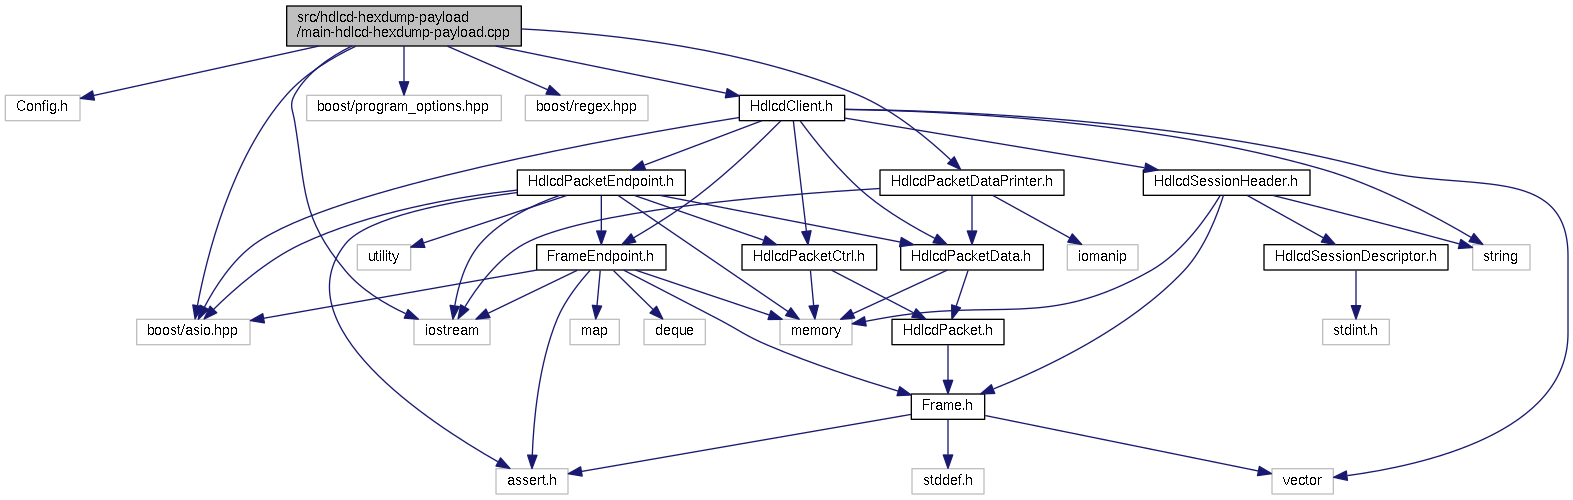 src/hdlcd-hexdump-payload
/main-hdlcd-hexdump-payload.cpp
Config.h
boost/program_options.hpp
boost/regex.hpp
HdlcdClient.h
HdlcdPacketEndpoint.h
HdlcdPacketDataPrinter.h
HdlcdSessionHeader.h
utility
FrameEndpoint.h
HdlcdPacketCtrl.h
HdlcdPacketData.h
iomanip
HdlcdSessionDescriptor.h
string
boost/asio.hpp
iostream
map
deque
memory
HdlcdPacket.h
stdint.h
Frame.h
assert.h
stddef.h
vector